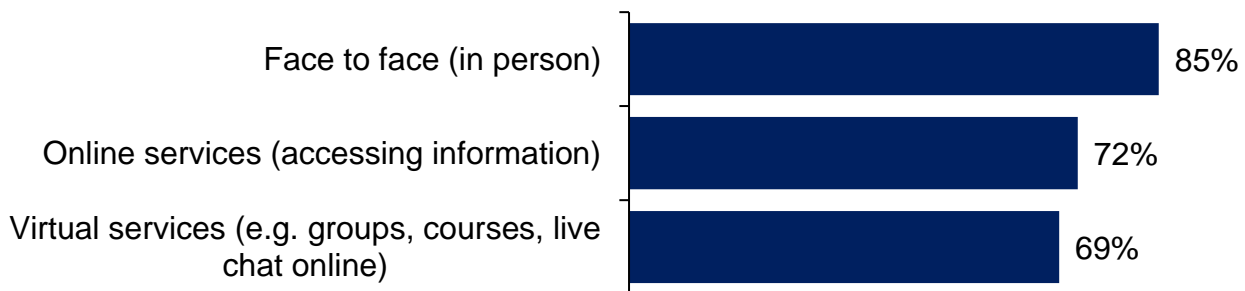 Face to face (in person)
85%
Online services (accessing information)
72%
Virtual services (e.g. groups, courses, live
chat online)
69%